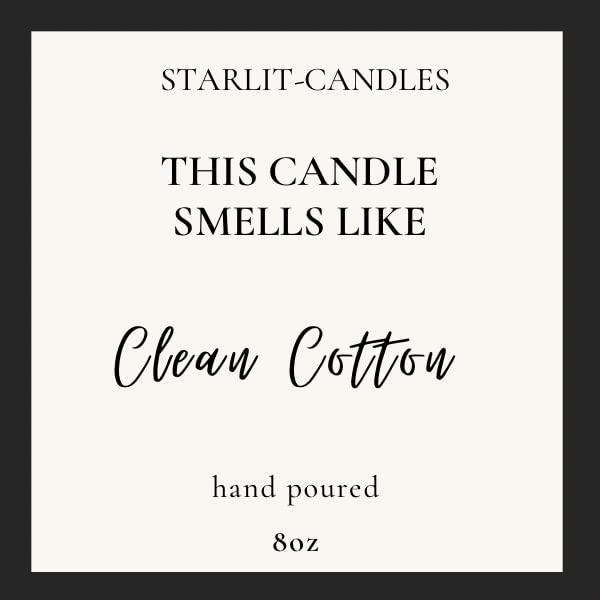 STARLIT-CANDLES
THIS CANDLE
SMELLS LIKE
Clean Cotton
hand poured
8oz